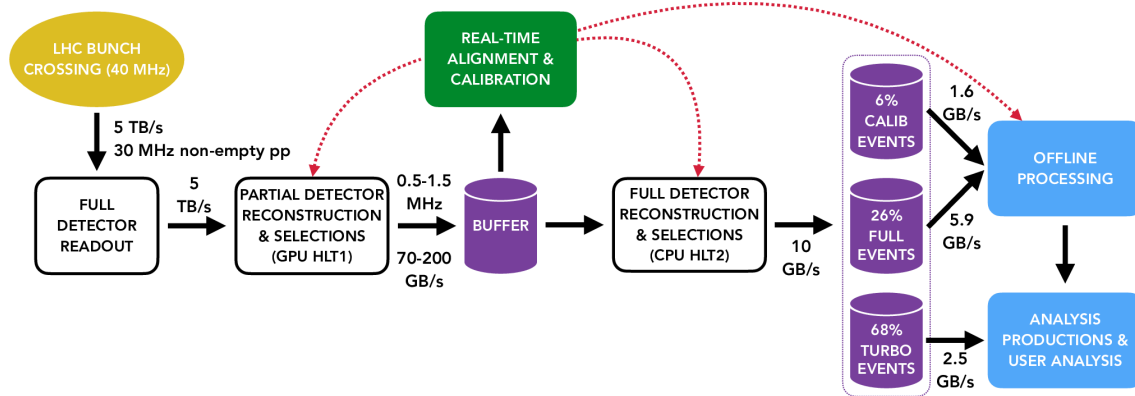 LHC BUNCH
CROSSING (40 MHz)
5 TB/s
30 MHz non-empty pp
FULL
DETECTOR
READOUT
5
TB/s
PARTIAL DETECTOR
RECONSTRUCTION
& SELECTIONS
(GPU HLT1)
0.5-1.5
MHz
70-200
GB/s
REAL-TIME
ALIGNMENT &
CALIBRATION
BUFFER
FULL DETECTOR
RECONSTRUCTION
& SELECTIONS
(CPU HLT2)
10
GB/s
6%
CALIB
EVENTS
1.6
GB/s
26%
FULL
EVENTS
5.9
GB/s
68%
TURBO
EVENTS
2.5
GB/s
OFFLINE
PROCESSING
ANALYSIS
PRODUCTIONS &
USER ANALYSIS